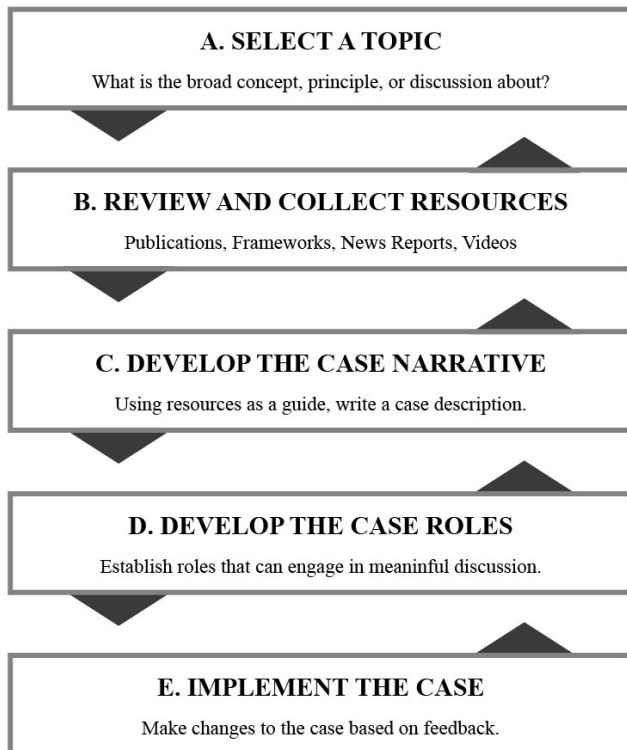 A. SELECT A TOPIC
What is the broad concept, principle, or discussion about?
B. REVIEW AND COLLECT RESOURCES
Publications, Frameworks, News Reports, Videos
C. DEVELOP THE CASE NARRATIVE
Using resources as a guide, write a case description.
D. DEVELOP THE CASE ROLES
Establish roles that can engage in meaninful discussion.
E. IMPLEMENT THE CASE
Make changes to the case based on feedback.